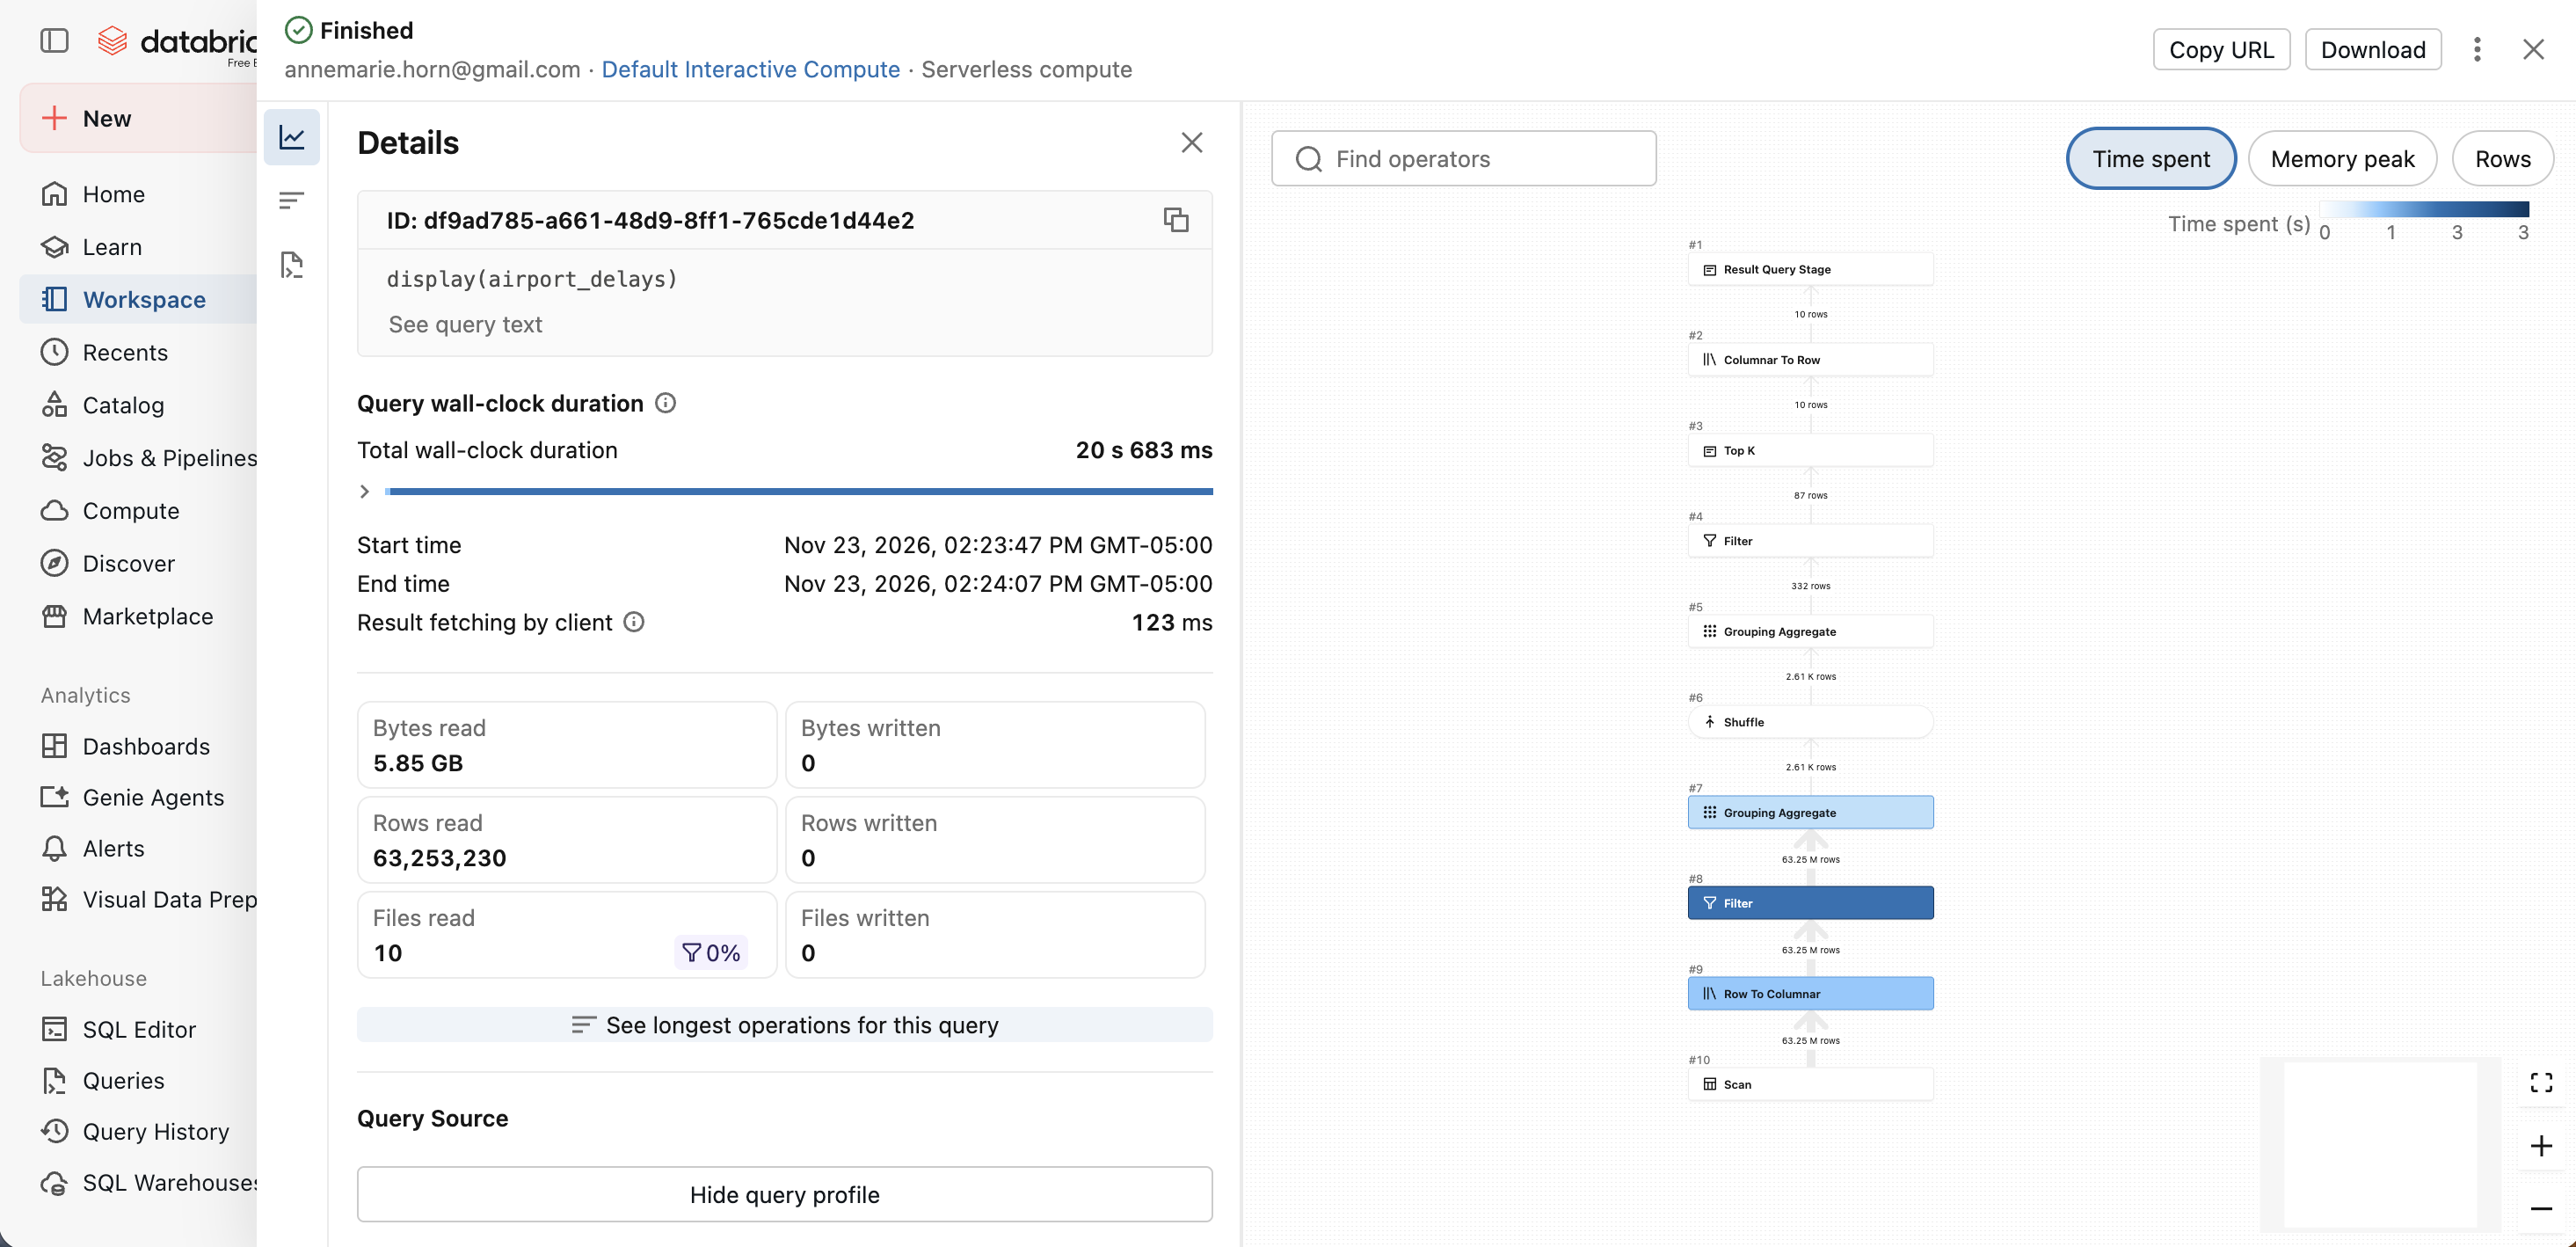 databric
Free E
New
Home
Learn
Workspace
Recents
Catalog
Jobs & Pipelines
Compute
Discover
Marketplace
Analytics
Dashboards
Genie Agents
Alerts
Visual Data Prep
Lakehouse
SQL Editor
Queries
Query History
SQL Warehouses
Finished
annemarie.horn@gmail.com · Default Interactive Compute · Serverless compute
Copy URL
Download
Details
ID: df9ad785-a661-48d9-8ff1-765cde1d44e2
display(airport_delays)
See query text
Query wall-clock duration
Total wall-clock duration 20 s 683 ms
Start time Nov 23, 2026, 02:23:47 PM GMT-05:00
End time Nov 23, 2026, 02:24:07 PM GMT-05:00
Result fetching by client 123 ms
Bytes read
5.85 GB
Bytes written
0
Rows read
63,253,230
Rows written
0
Files read
10
0%
Files written
0
See longest operations for this query
Query Source
Hide query profile
Find operators
Time spent
Memory peak
Rows
Time spent (s)
0 1 3 3
#1
Result Query Stage
10 rows
#2
Columnar To Row
10 rows
#3
Top K
87 rows
#4
Filter
332 rows
#5
Grouping Aggregate
2.61 K rows
#6
Shuffle
2.61 K rows
#7
Grouping Aggregate
63.25 M rows
#8
Filter
63.25 M rows
#9
Row To Columnar
63.25 M rows
#10
Scan